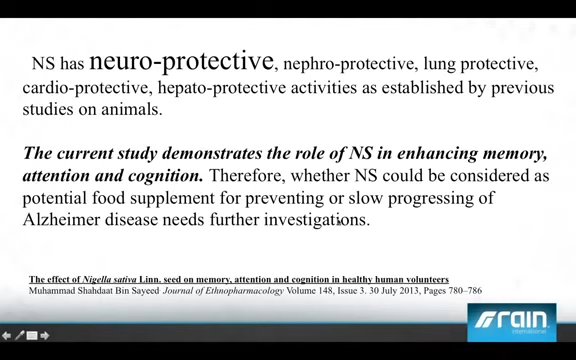 NS has neuro-protective, nephro-protective, lung protective,
cardio-protective, hepato-protective activities as established by previous
studies on animals.
The current study demonstrates the role of NS in enhancing memory,
attention and cognition. Therefore, whether NS could be considered as
potential food supplement for preventing or slow progressing of
Alzheimer disease needs further investigations.
The effect of Nigella sativa Linn. seed on memory, attention and cognition in healthy human volunteers
Muhammad Shahdaat Bin Sayeed Journal of Ethnopharmacology Volume 148, Issue 3. 30 July 2013, Pages 780–786
rain
international